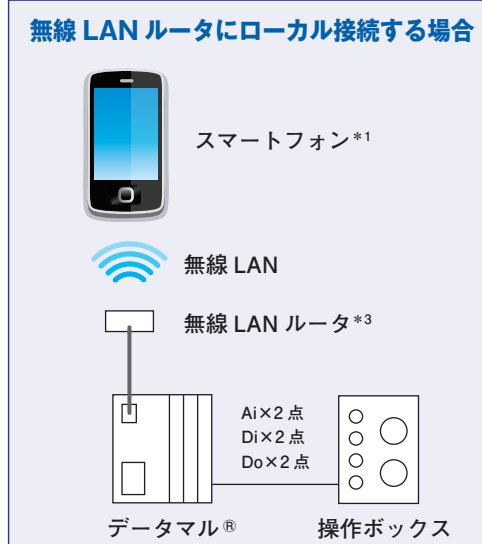 無線 LAN ルータにローカル接続する場合
スマートフォン*1
無線 LAN
無線 LAN ルータ*3
Ai×2 点
Di×2 点
Do×2 点
データマル® 操作ボックス